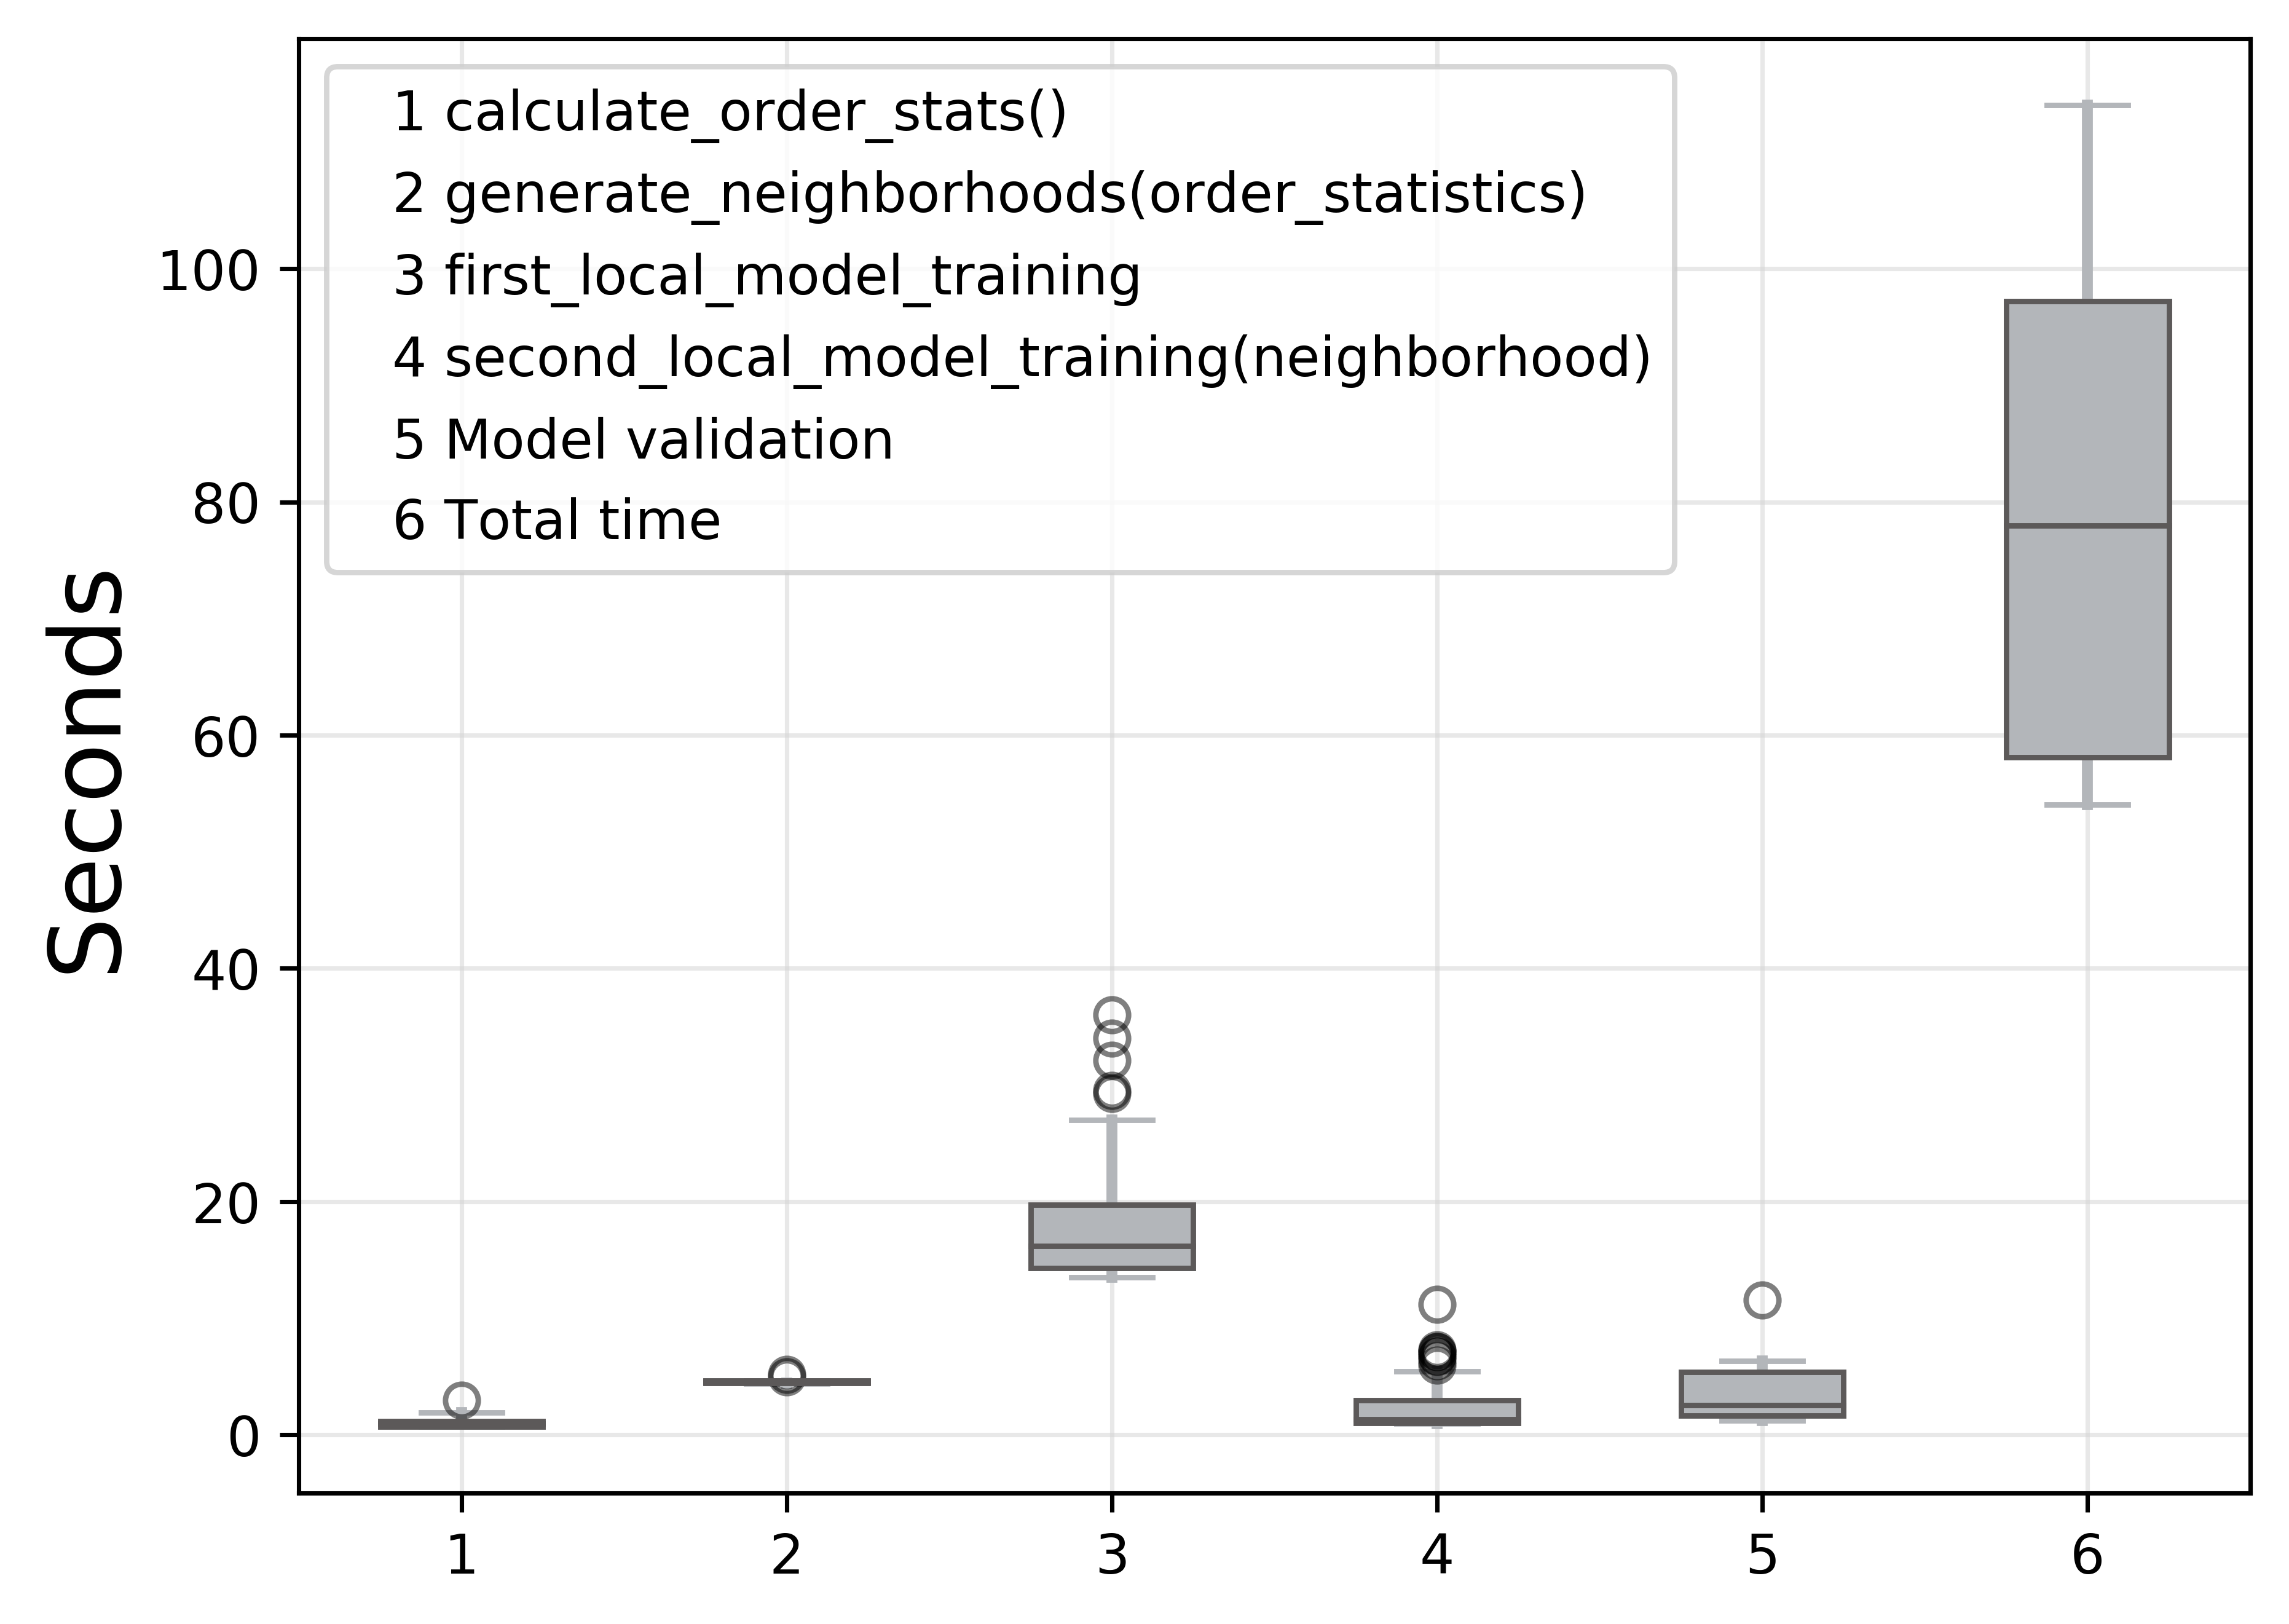 1 calculate_order_stats()
2 generate_neighborhoods(order_statistics)
3 first_local_model_training
4 second_local_model_training(neighborhood)
5 Model validation
6 Total time
Seconds
100
80
60
40
20
0
1 2 3 4 5 6